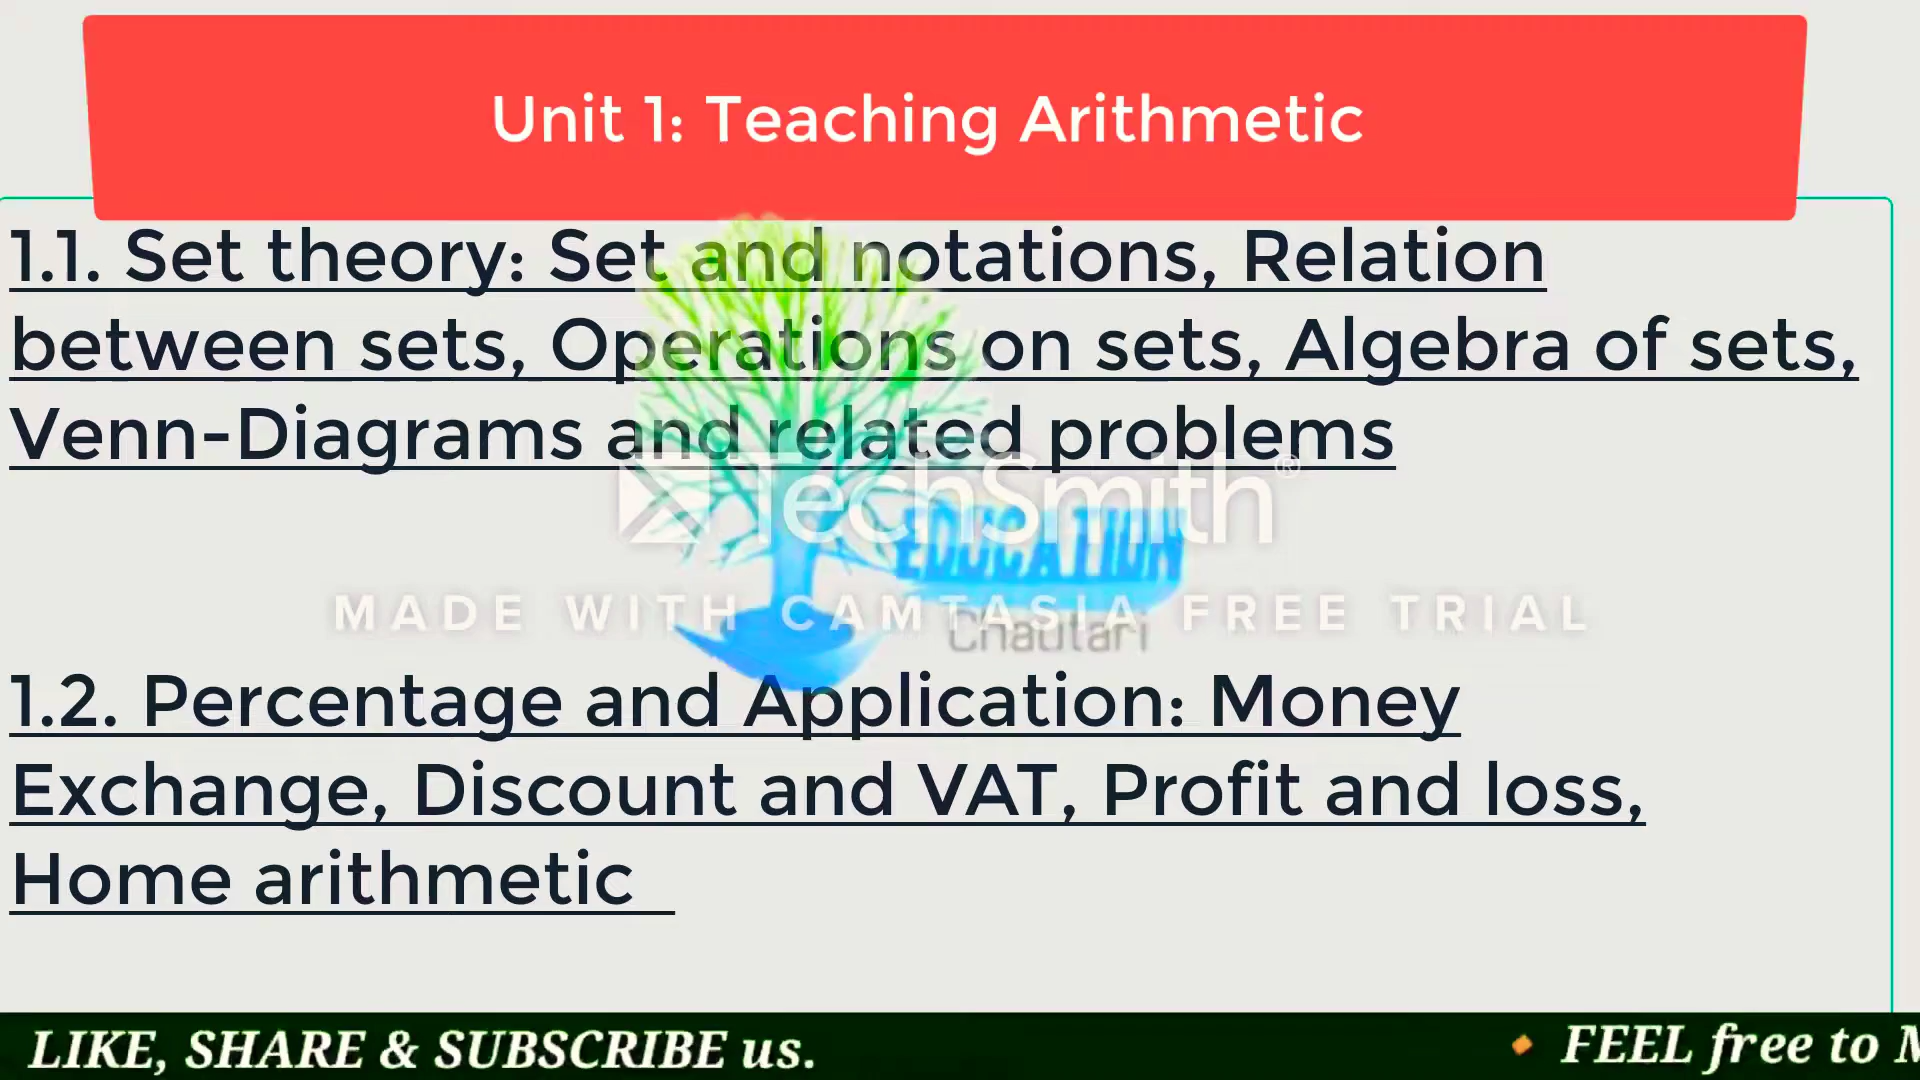 Unit 1: Teaching Arithmetic
1.1. Set theory: Set and notations, Relation
between sets, Operations on sets, Algebra of sets,
Venn-Diagrams and related problems
TechSmith®
EDUCATION
MADE WITH CAMTASIA FREE TRIAL
Chautari
1.2. Percentage and Application: Money
Exchange, Discount and VAT, Profit and loss,
Home arithmetic
LIKE, SHARE & SUBSCRIBE us.
🔸 FEEL free to M